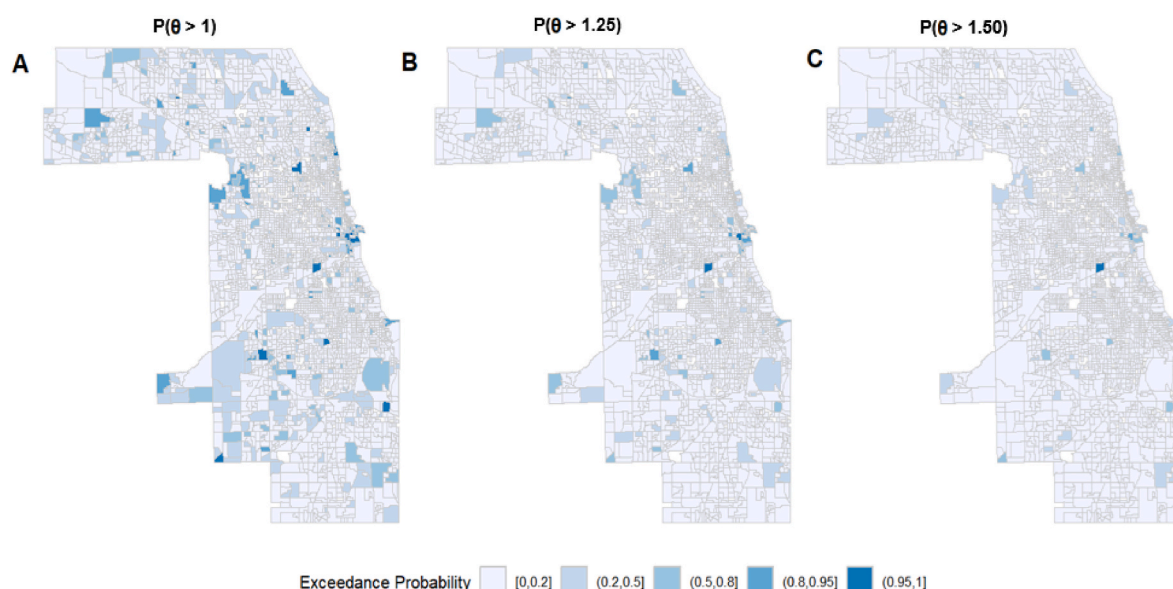 P(θ > 1)
P(θ > 1.25)
P(θ > 1.50)
A
B
C
Exceedance Probability [0,0.2] (0.2,0.5] (0.5,0.8] (0.8,0.95] (0.95,1]